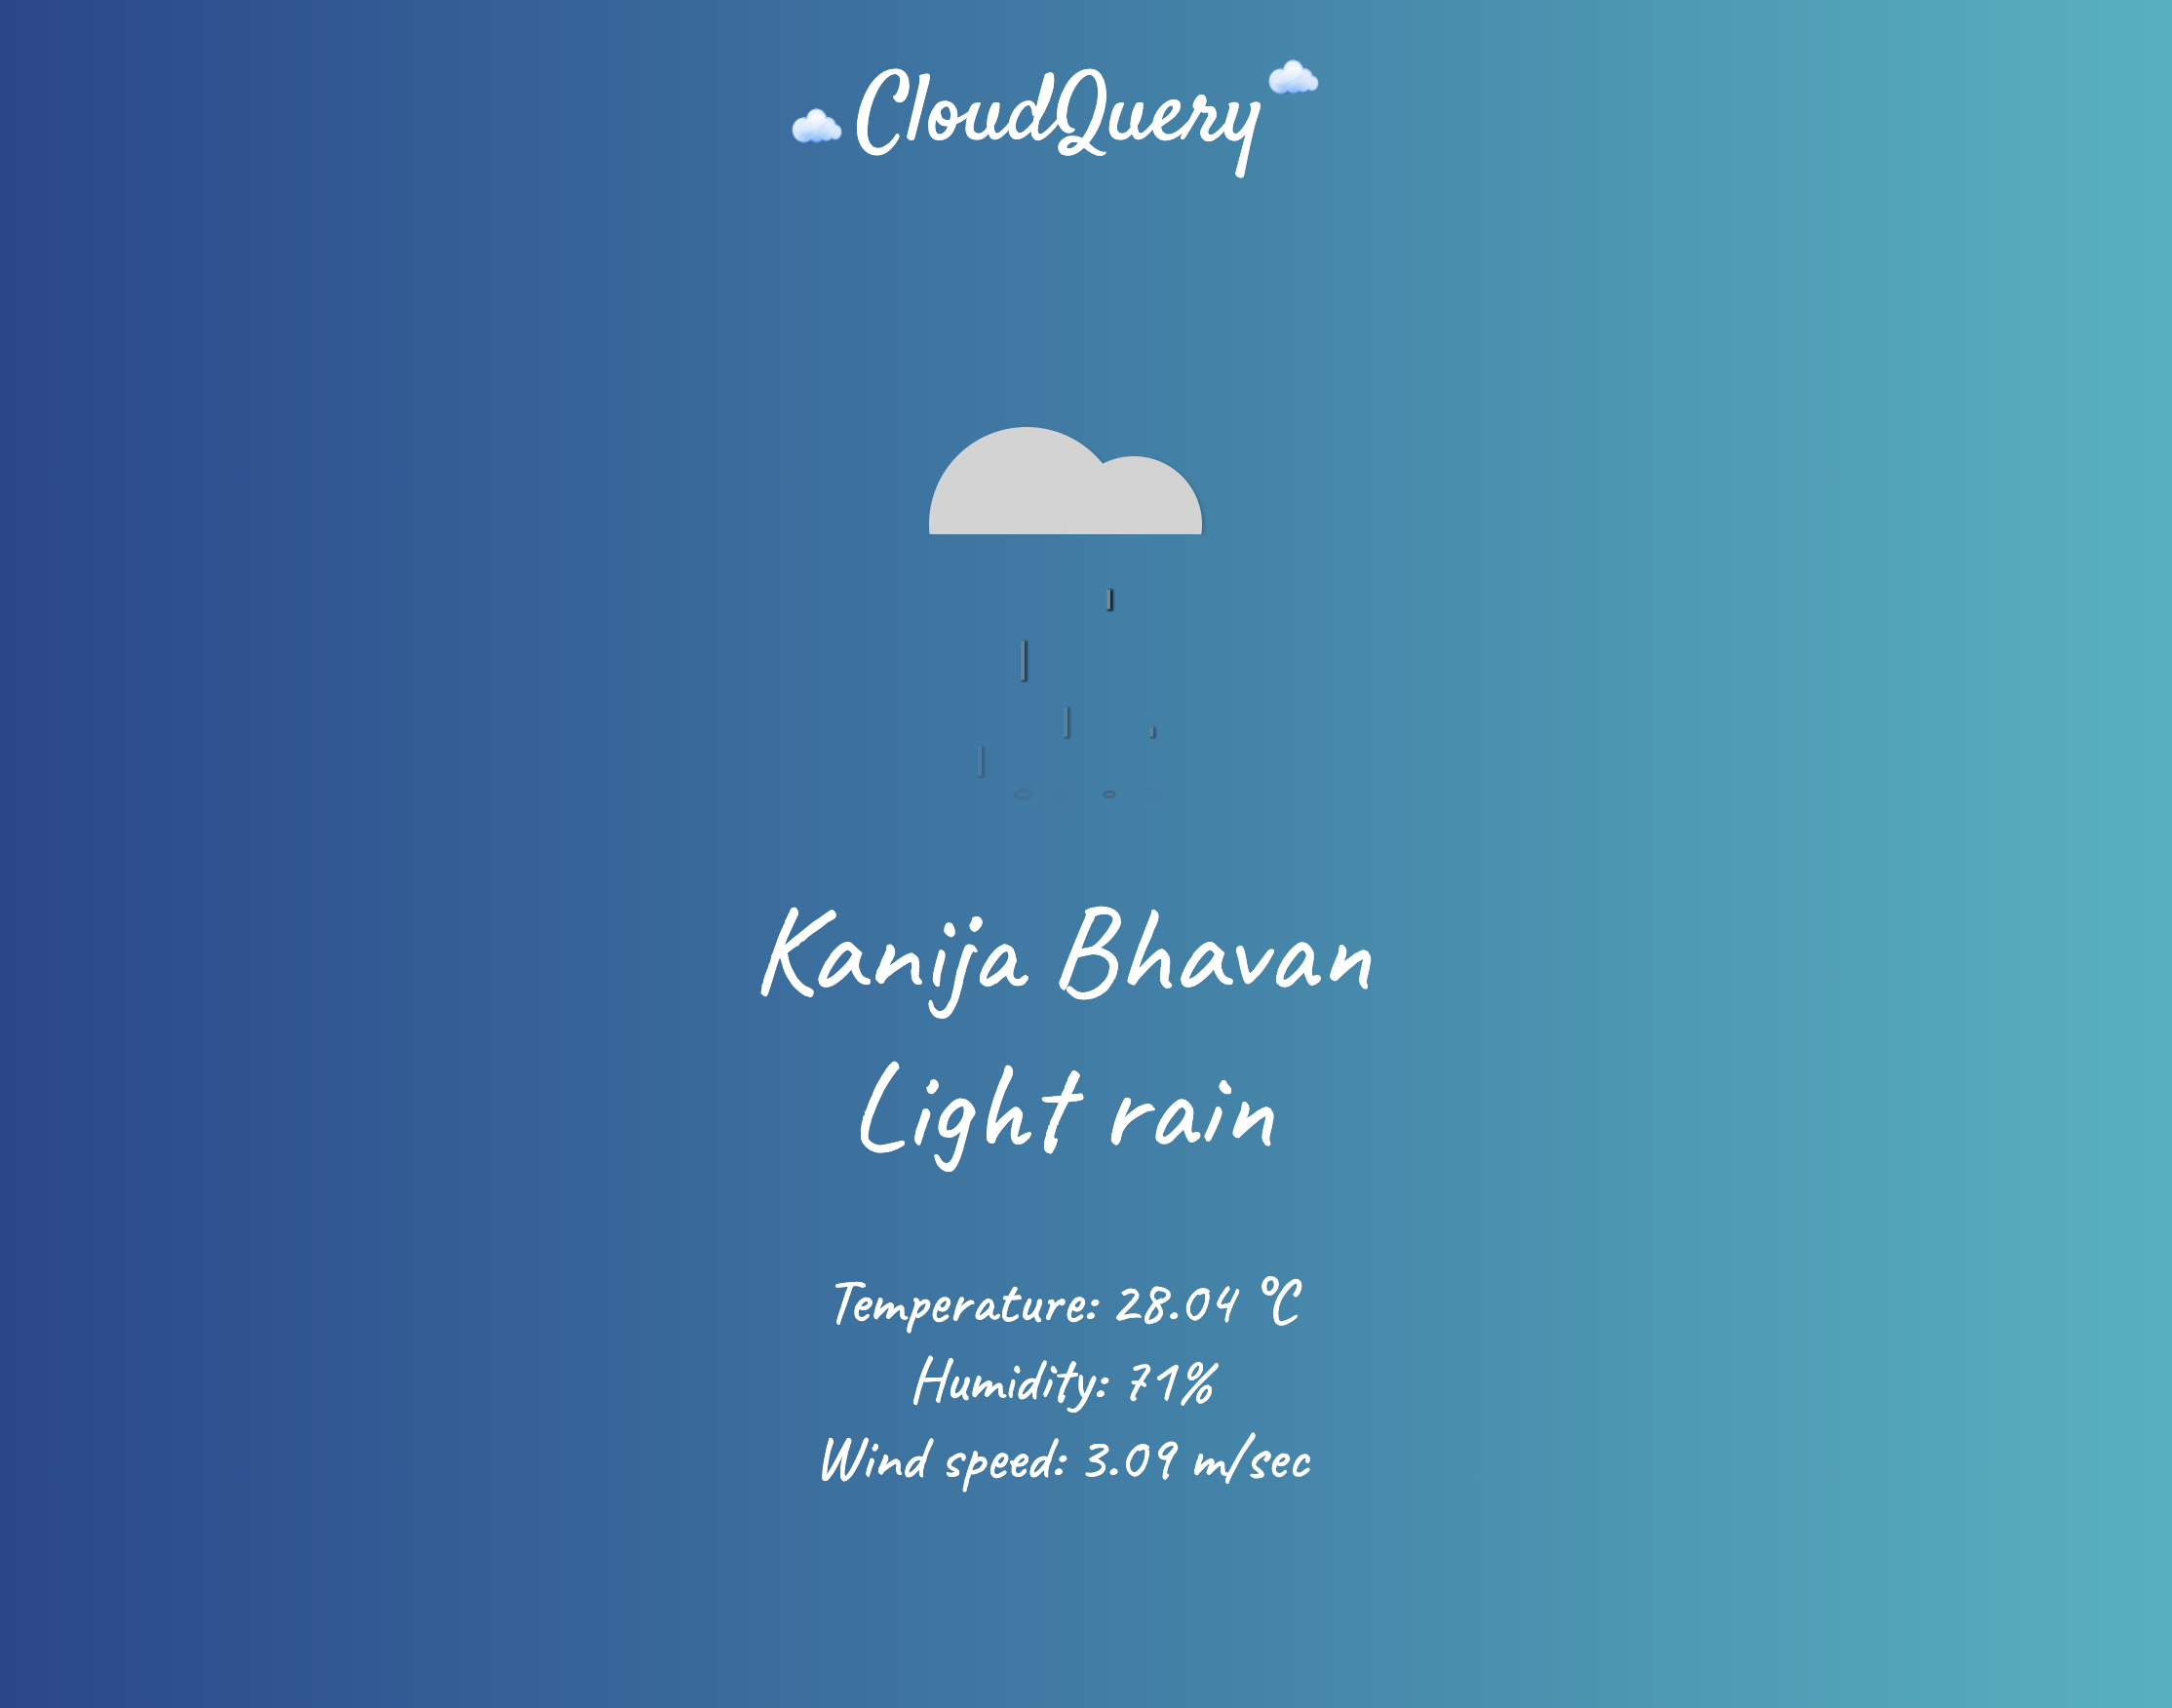 CloudQuery
Kanija Bhavan
Light rain
Temperature: 28.04 °C
Humidity: 71%
Wind speed: 3.09 m/sec